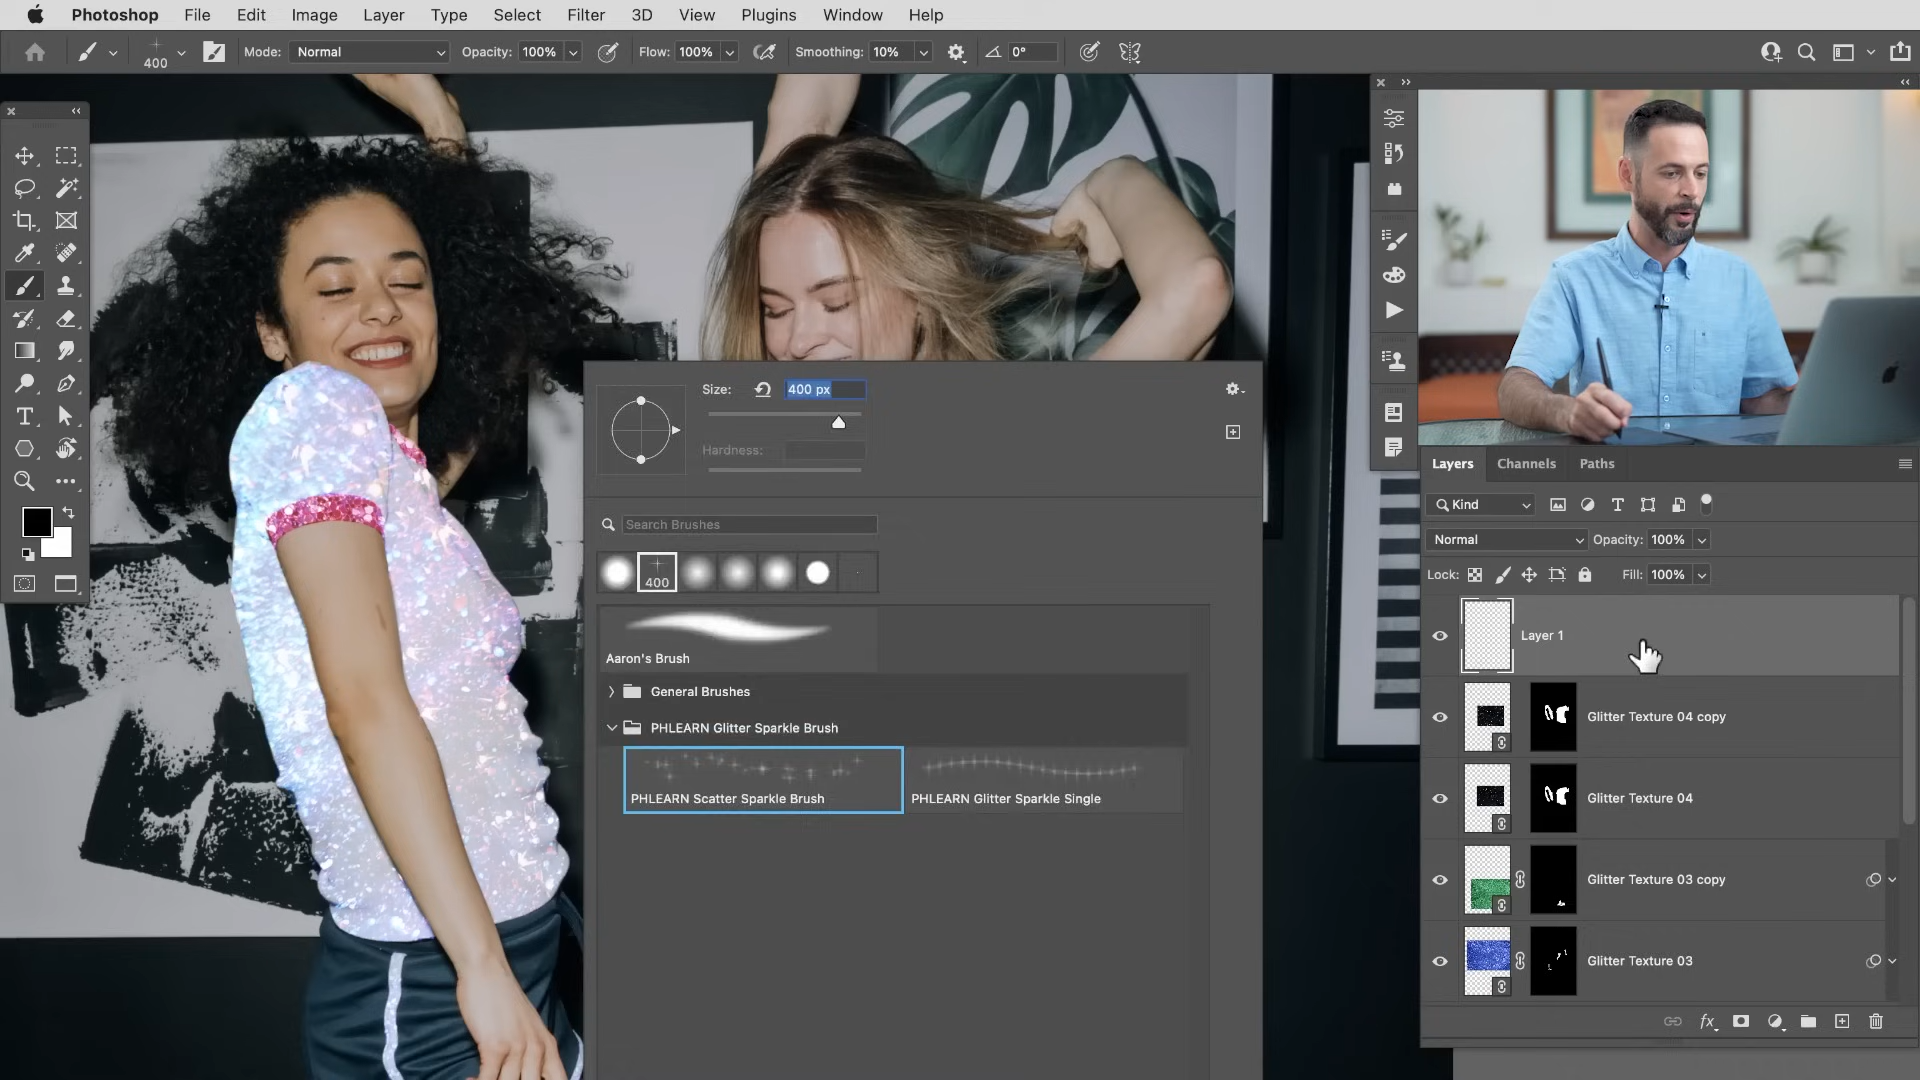 Photoshop File Edit Image Layer Type Select Filter 3D View Plugins Window Help
400 Mode: Normal Opacity: 100% Flow: 100% Smoothing: 10% 0°
Size: 400 px
Hardness:
Search Brushes
400
Aaron's Brush
General Brushes
PHLEARN Glitter Sparkle Brush
PHLEARN Scatter Sparkle Brush PHLEARN Glitter Sparkle Single
Layers Channels Paths
Kind
Normal Opacity: 100%
Lock: Fill: 100%
Layer 1
Glitter Texture 04 copy
Glitter Texture 04
Glitter Texture 03 copy
Glitter Texture 03
fx